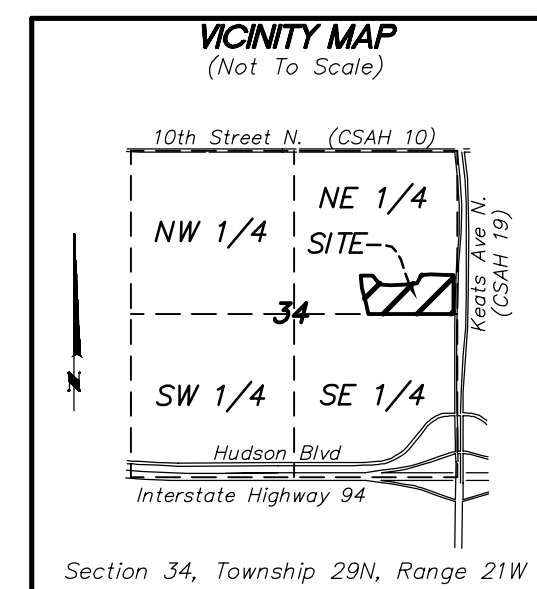 VICINITY MAP
(Not To Scale)
10th Street N. (CSAH 10)
NE 1/4
NW 1/4
SITE
Keats Ave N.
(CSAH 19)
34
N
SW 1/4 SE 1/4
Hudson Blvd
Interstate Highway 94
Section 34, Township 29N, Range 21W